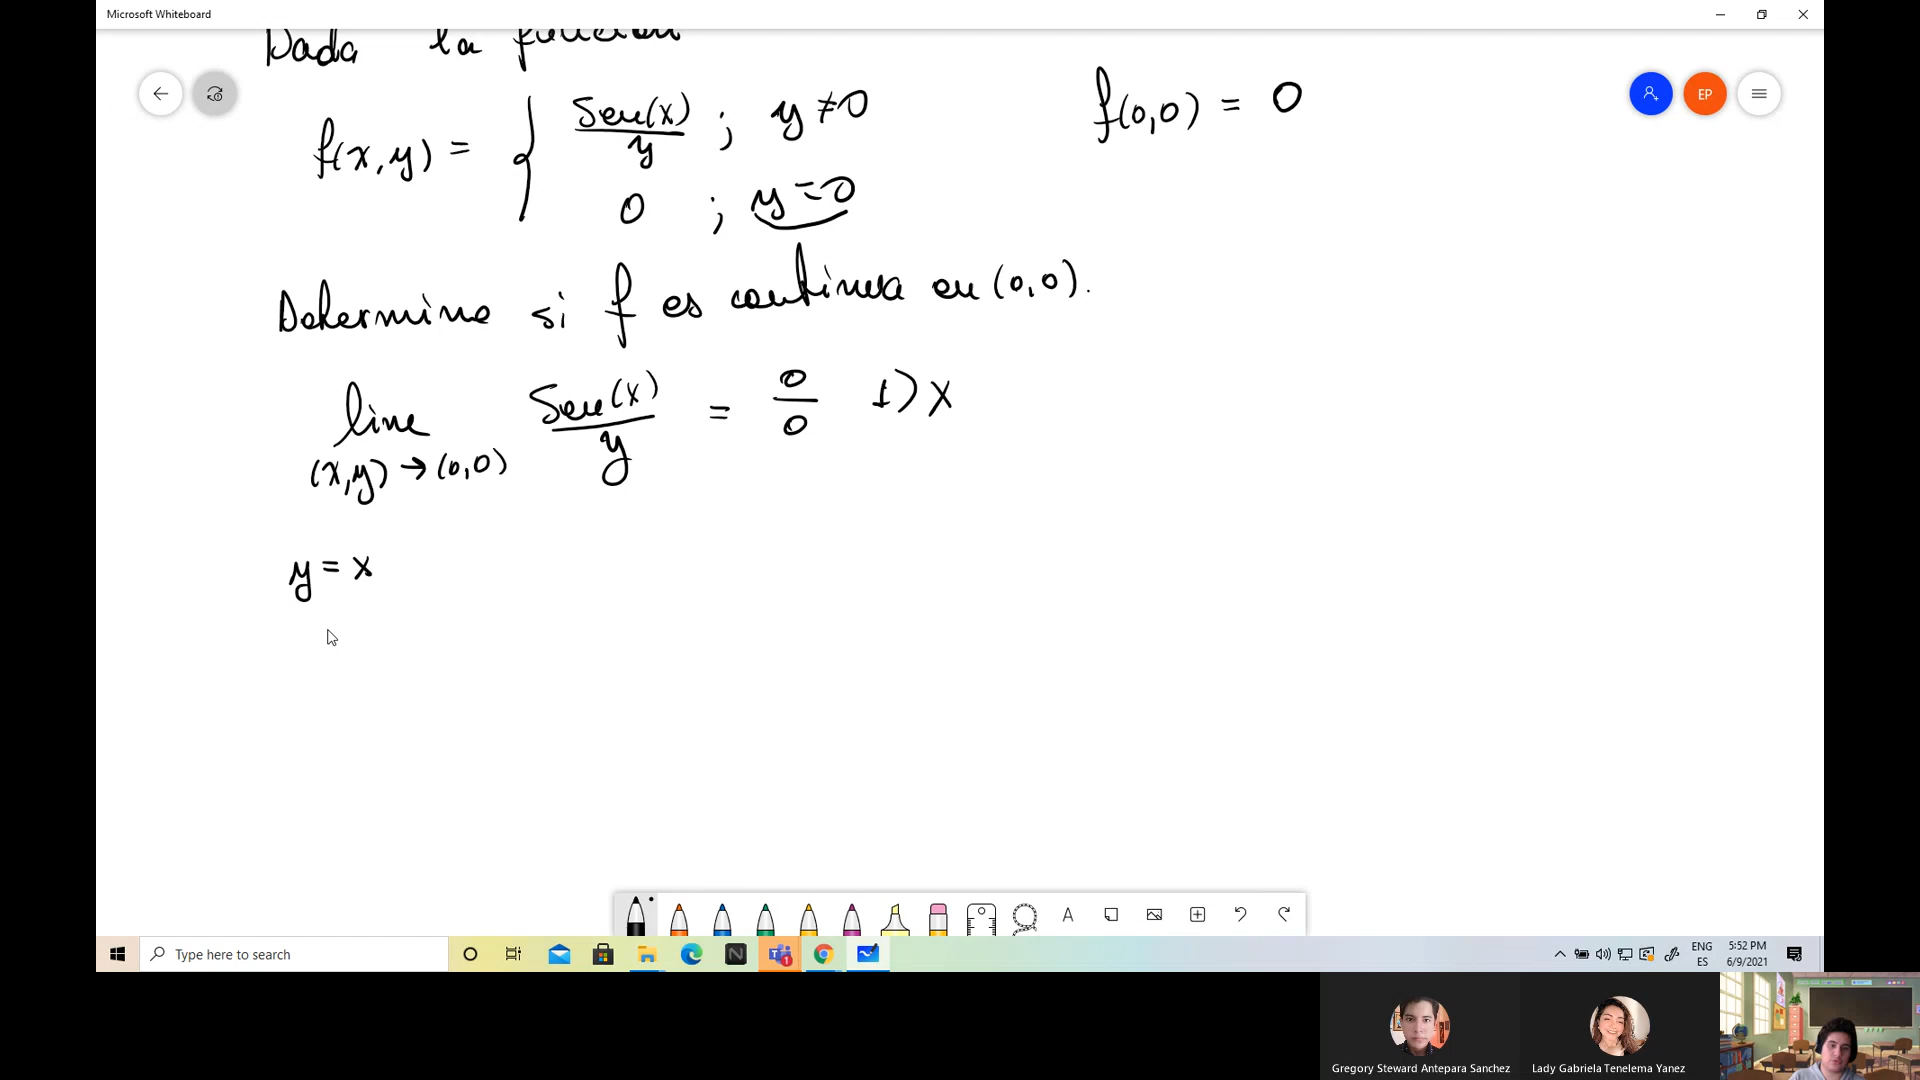 Microsoft Whiteboard
Dada la función
f(x,y) = { Sen(x)/y ; y ≠ 0
0 ; y = 0
f(0,0) = 0
EP
Determine si f es continua en (0,0).
lim (x,y) → (0,0) Sen(x)/y = 0/0 1) X
y = x
A
Type here to search
N
1
ENG
ES
5:52 PM
6/9/2021
Gregory Steward Antepara Sanchez
Lady Gabriela Tenelema Yanez